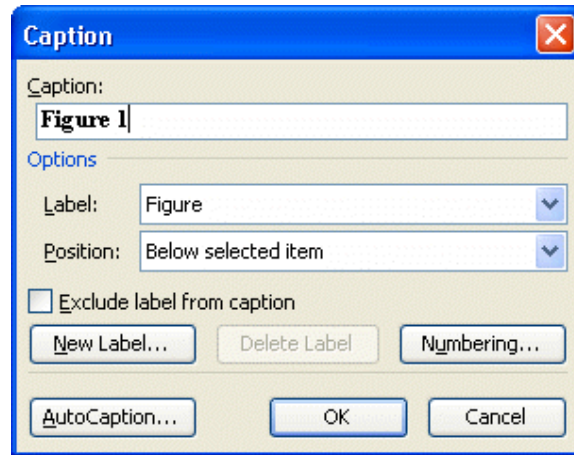 Caption
Caption:
Figure 1
Options
Label: Figure
Position: Below selected item
Exclude label from caption
New Label... Delete Label Numbering...
AutoCaption... OK Cancel